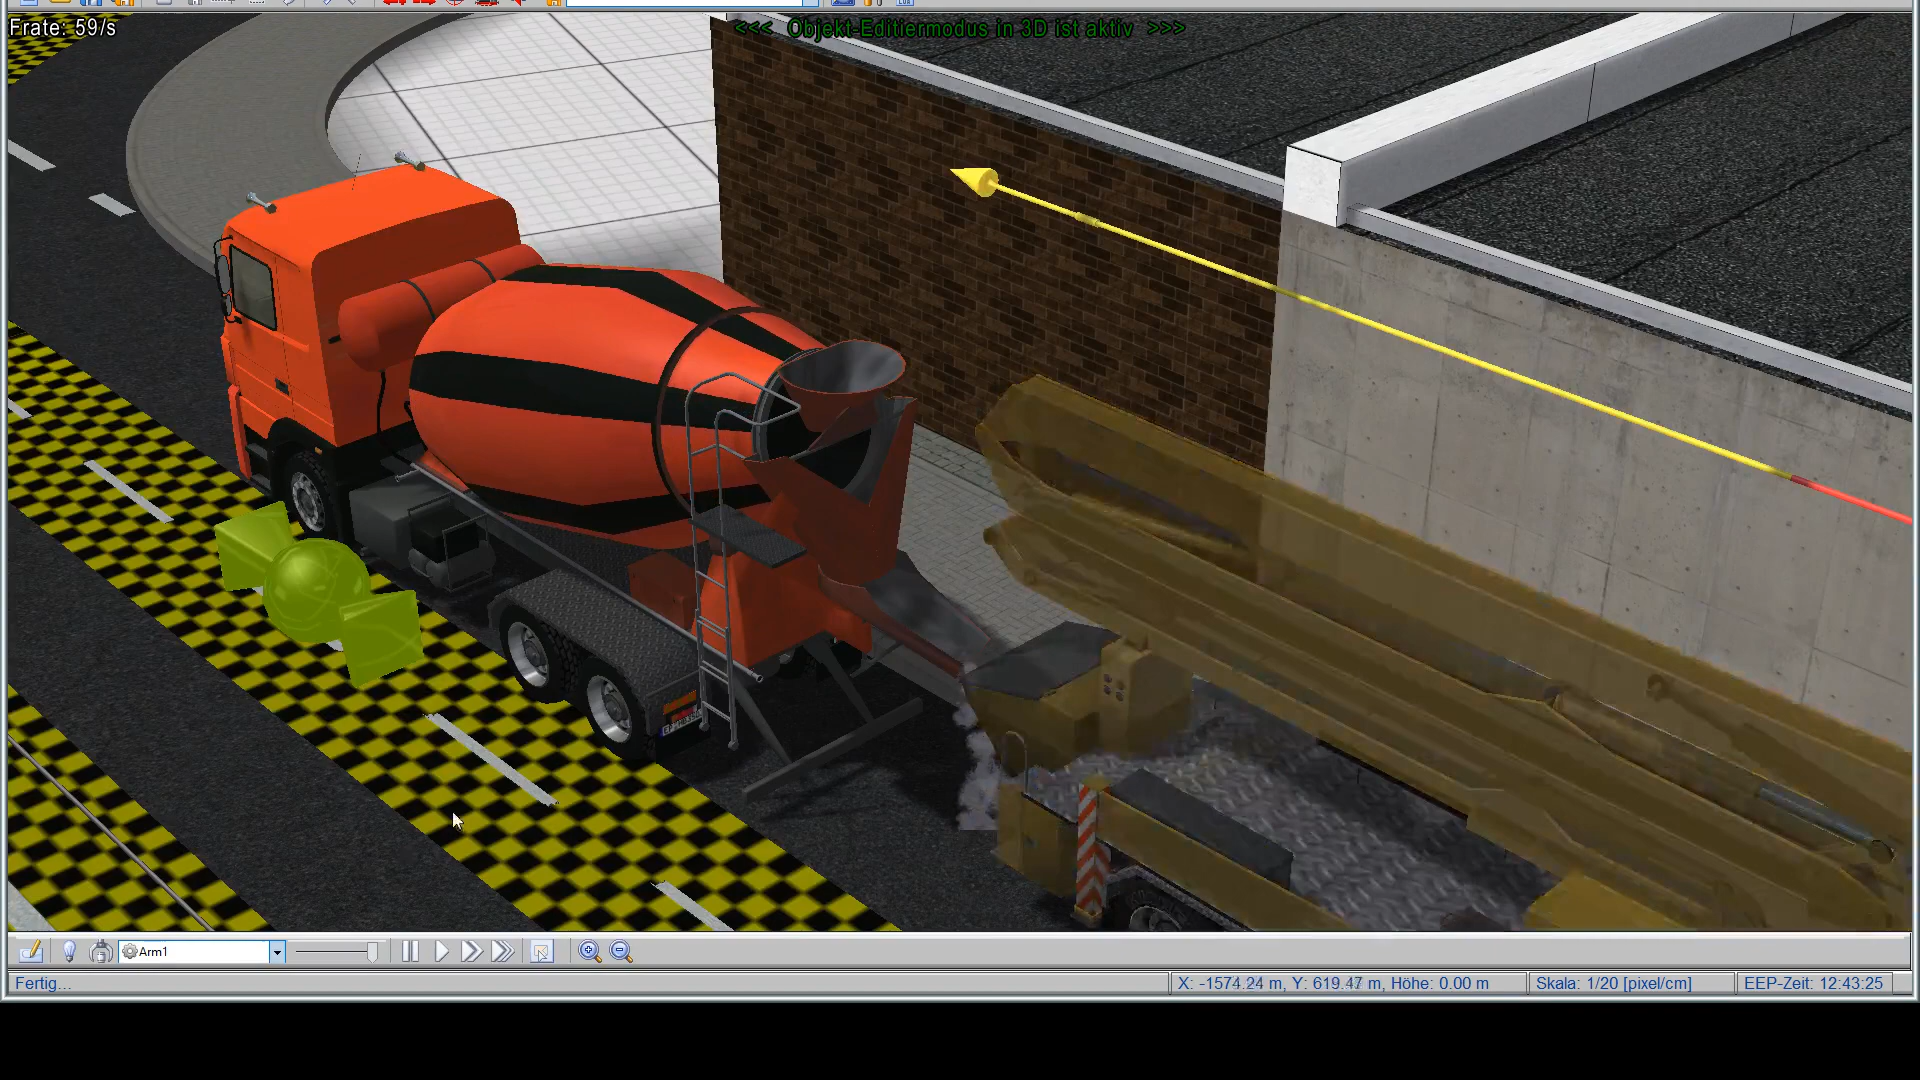 Frate: 59/s
<<< Objekt-Editiermodus in 3D ist aktiv >>>
Arm1
Fertig...
X: -1574.24 m, Y: 619.47 m, Höhe: 0.00 m
Skala: 1/20 [pixel/cm]
EEP-Zeit: 12:43:25